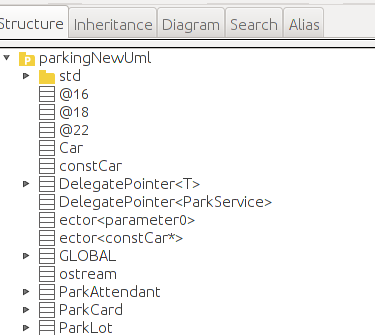 Structure Inheritance Diagram Search Alias
parkingNewUml
std
@16
@18
@22
Car
constCar
DelegatePointer<T>
DelegatePointer<ParkService>
ector<parameter0>
ector<constCar*>
GLOBAL
ostream
ParkAttendant
ParkCard
ParkLot